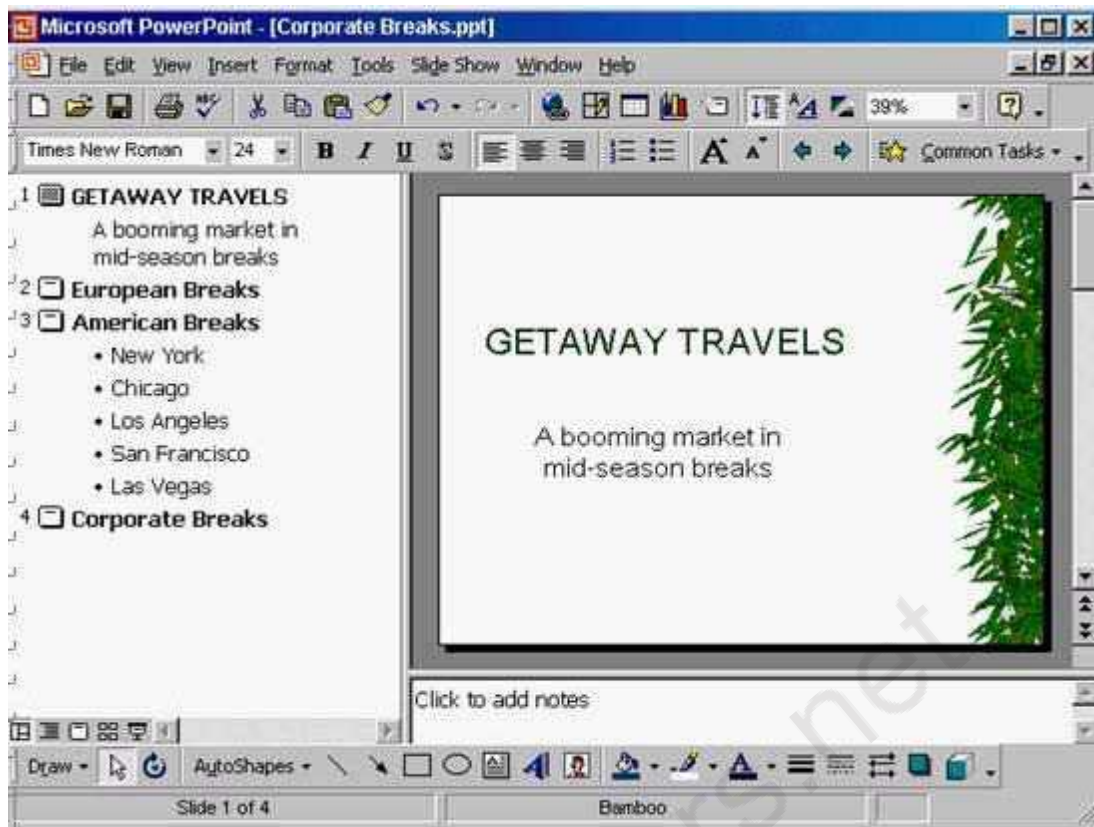 Microsoft PowerPoint - [Corporate Breaks.ppt]
File Edit View Insert Format Tools Slide Show Window Help
39%
Times New Roman 24 B I U S Common Tasks
1 GETAWAY TRAVELS
A booming market in
mid-season breaks
2 European Breaks
3 American Breaks
• New York
• Chicago
• Los Angeles
• San Francisco
• Las Vegas
4 Corporate Breaks
GETAWAY TRAVELS
A booming market in
mid-season breaks
Click to add notes
Draw AutoShapes
Slide 1 of 4 Bamboo
rs.net